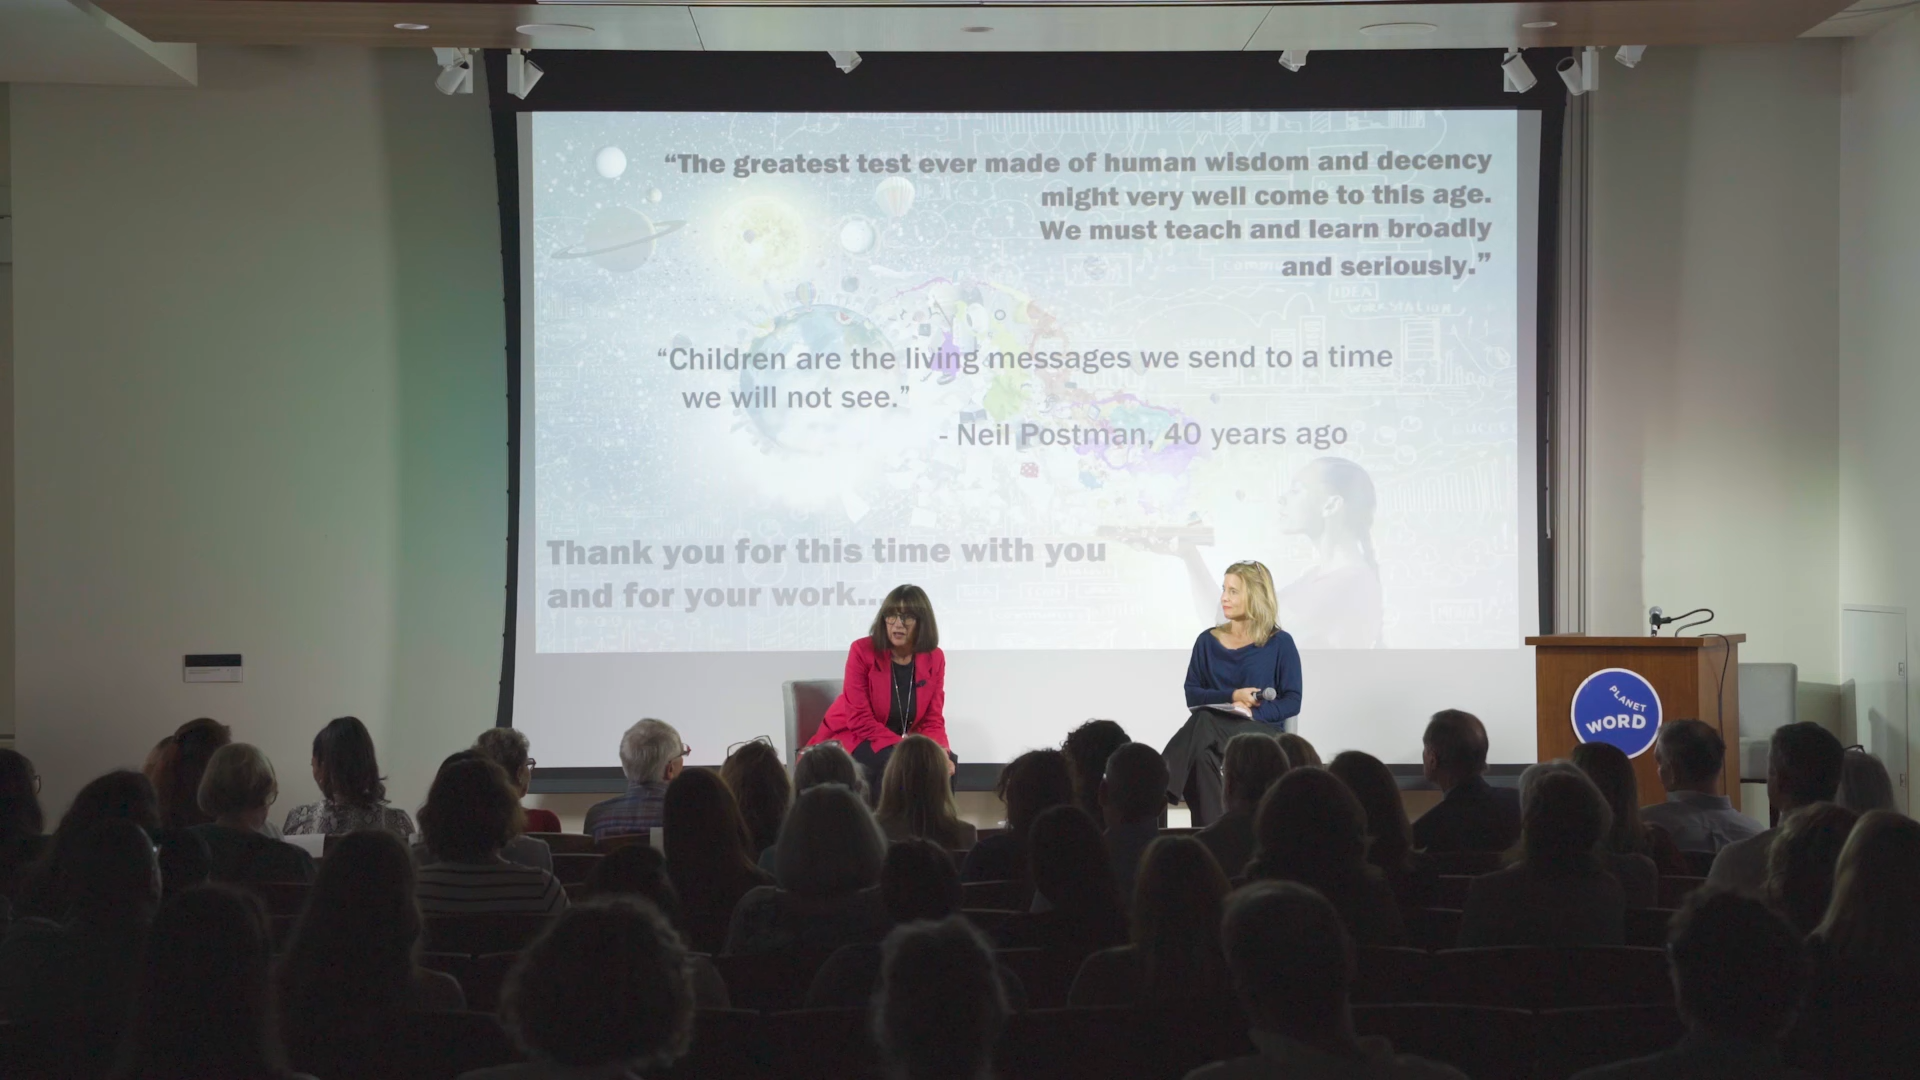 “The greatest test ever made of human wisdom and decency
might very well come to this age.
We must teach and learn broadly
and seriously.”
IDEA
WORKSTATION
“Children are the living messages we send to a time
we will not see.”
- Neil Postman, 40 years ago
Thank you for this time with you
and for your work...
PLANET
WORD